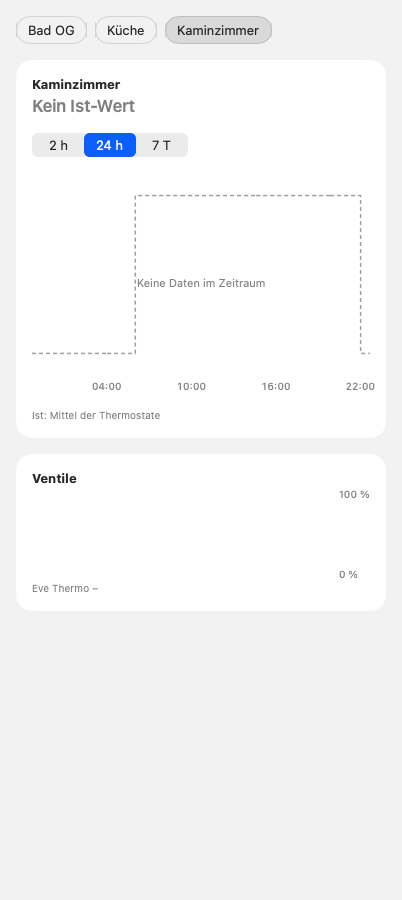 Bad OG Küche Kaminzimmer
Kaminzimmer
Kein Ist-Wert
2 h 24 h 7 T
Keine Daten im Zeitraum
04:00 10:00 16:00 22:00
Ist: Mittel der Thermostate
Ventile
100 %
0 %
Eve Thermo –